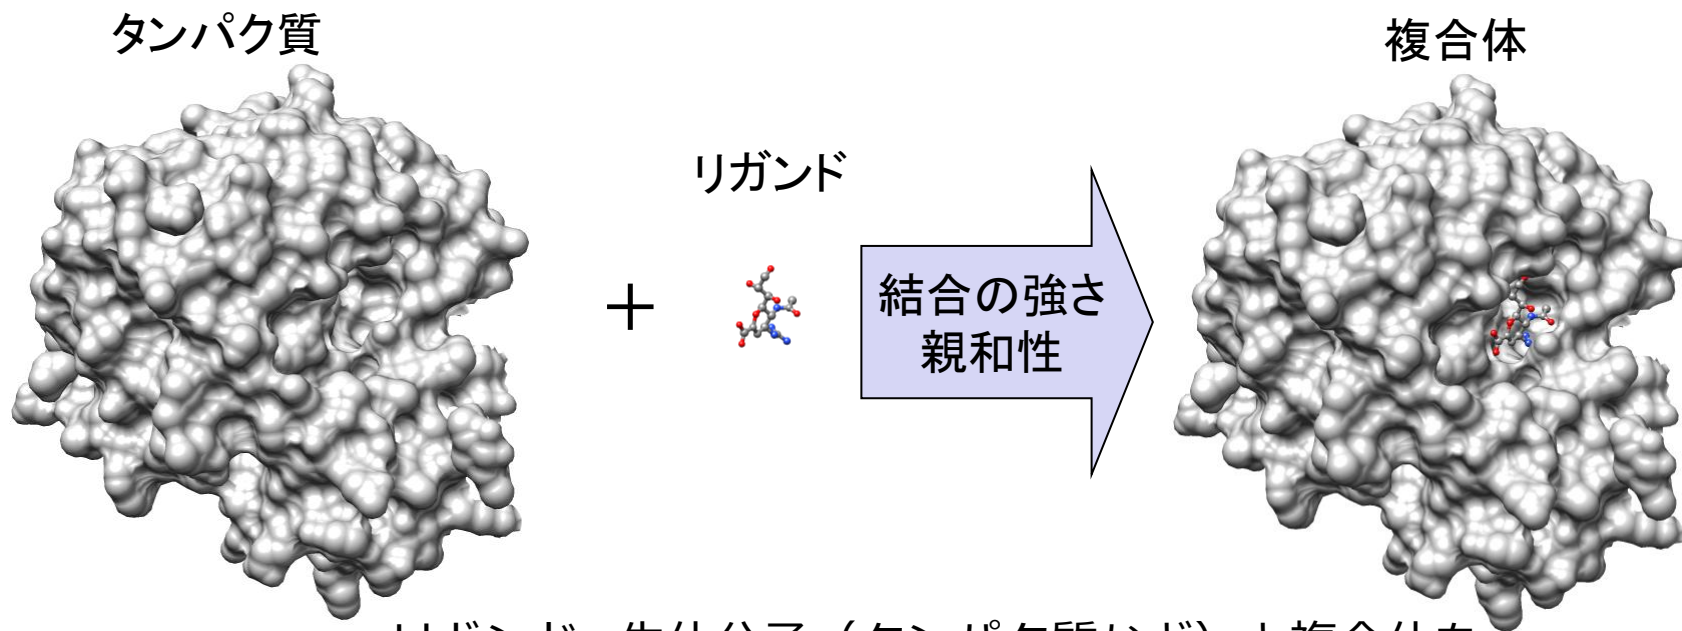 タンパク質
複合体
リガンド
+
結合の強さ
親和性